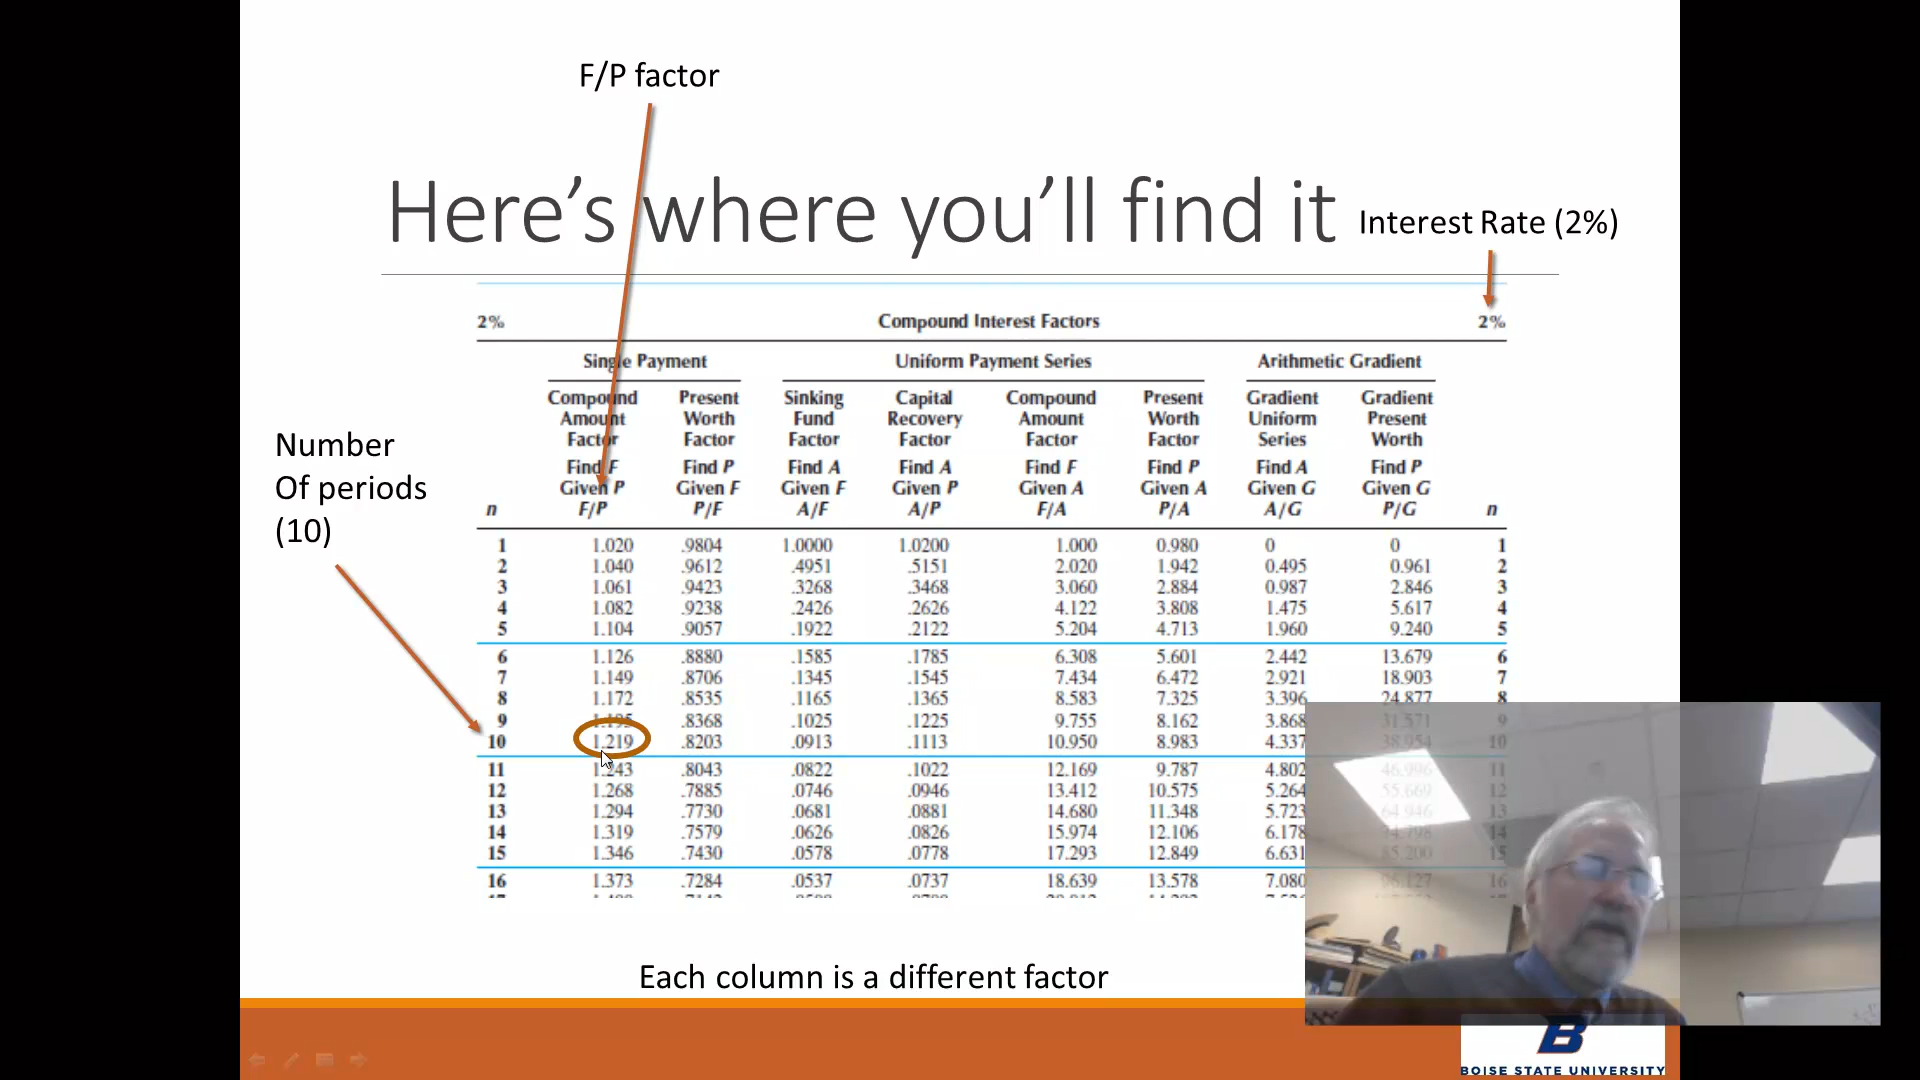 F/P factor
Here's where you'll find it
Interest Rate (2%)
Number
Of periods
(10)
2% Compound Interest Factors 2%
Single Payment Uniform Payment Series Arithmetic Gradient
Compound Present Sinking Capital Compound Present Gradient Gradient
Amount Worth Fund Recovery Amount Worth Uniform Present
Factor Factor Factor Factor Factor Factor Series Worth
Find F Find P Find A Find A Find F Find P Find A Find P
Given P Given F Given F Given P Given A Given A Given G Given G
n F/P P/F A/F A/P F/A P/A A/G P/G n
1 1.020 .9804 1.0000 1.0200 1.000 0.980 0 0 1
2 1.040 .9612 .4951 .5151 2.020 1.942 0.495 0.961 2
3 1.061 .9423 .3268 .3468 3.060 2.884 0.987 2.846 3
4 1.082 .9238 .2426 .2626 4.122 3.808 1.475 5.617 4
5 1.104 .9057 .1922 .2122 5.204 4.713 1.960 9.240 5
6 1.126 .8880 .1585 .1785 6.308 5.601 2.442 13.679 6
7 1.149 .8706 .1345 .1545 7.434 6.472 2.921 18.903 7
8 1.172 .8535 .1165 .1365 8.583 7.325 3.396 24.877 8
9 1.195 .8368 .1025 .1225 9.755 8.162 3.868 31.571 9
10 1.219 .8203 .0913 .1113 10.950 8.983 4.337 38.954 10
11 1.243 .8043 .0822 .1022 12.169 9.787 4.802 46.996 11
12 1.268 .7885 .0746 .0946 13.412 10.575 5.264 55.669 12
13 1.294 .7730 .0681 .0881 14.680 11.348 5.723 64.946 13
14 1.319 .7579 .0626 .0826 15.974 12.106 6.178 74.798 14
15 1.346 .7430 .0578 .0778 17.293 12.849 6.631 85.200 15
16 1.373 .7284 .0537 .0737 18.639 13.578 7.080 96.127 16
Each column is a different factor
B
BOISE STATE UNIVERSITY